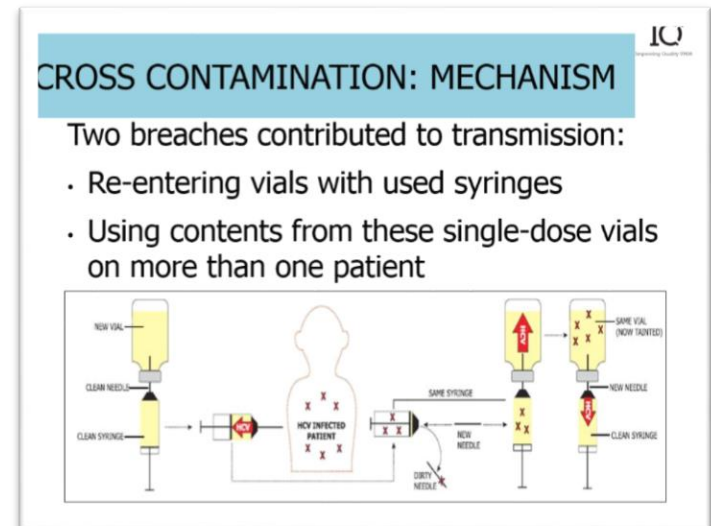 IQ
CROSS CONTAMINATION: MECHANISM
Two breaches contributed to transmission:
· Re-entering vials with used syringes
· Using contents from these single-dose vials
on more than one patient
NEW VIAL
CLEAN NEEDLE
CLEAN SYRINGE
HCV
HCV INFECTED
PATIENT
SAME SYRINGE
NEW
NEEDLE
DIRTY
NEEDLE
HCV
SAME VIAL
(NOW TAINTED)
NEW NEEDLE
HCV
CLEAN SYRINGE